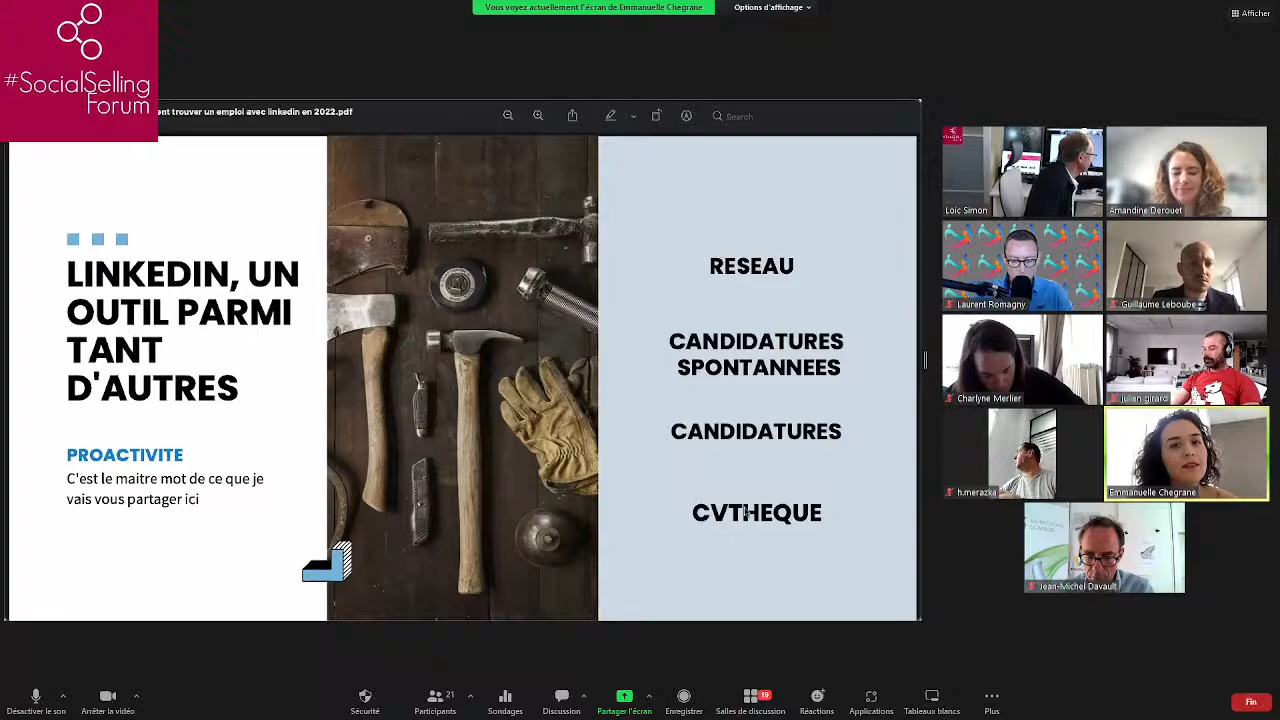 Vous voyez actuellement l'écran de Emmanuelle Chegrane
Options d'affichage
Afficher
#SocialSelling
Forum
ent trouver un emploi avec linkedin en 2022.pdf
Search
LINKEDIN, UN
OUTIL PARMI
TANT
D'AUTRES
PROACTIVITE
C'est le maitre mot de ce que je
vais vous partager ici
RESEAU
CANDIDATURES
SPONTANNEES
CANDIDATURES
CVTHEQUE
Loic Simon
Amandine Derouet
Laurent Romagny
Guillaume Leboube
Charlyne Merlier
julien girard
h.merazka
Emmanuelle Chegrane
Jean-Michel Davault
Désactiver le son
Arrêter la vidéo
Sécurité
21
Participants
Sondages
Discussion
Partager l'écran
Enregistrer
19
Salles de discussion
Réactions
Applications
Tableaux blancs
Plus
Fin